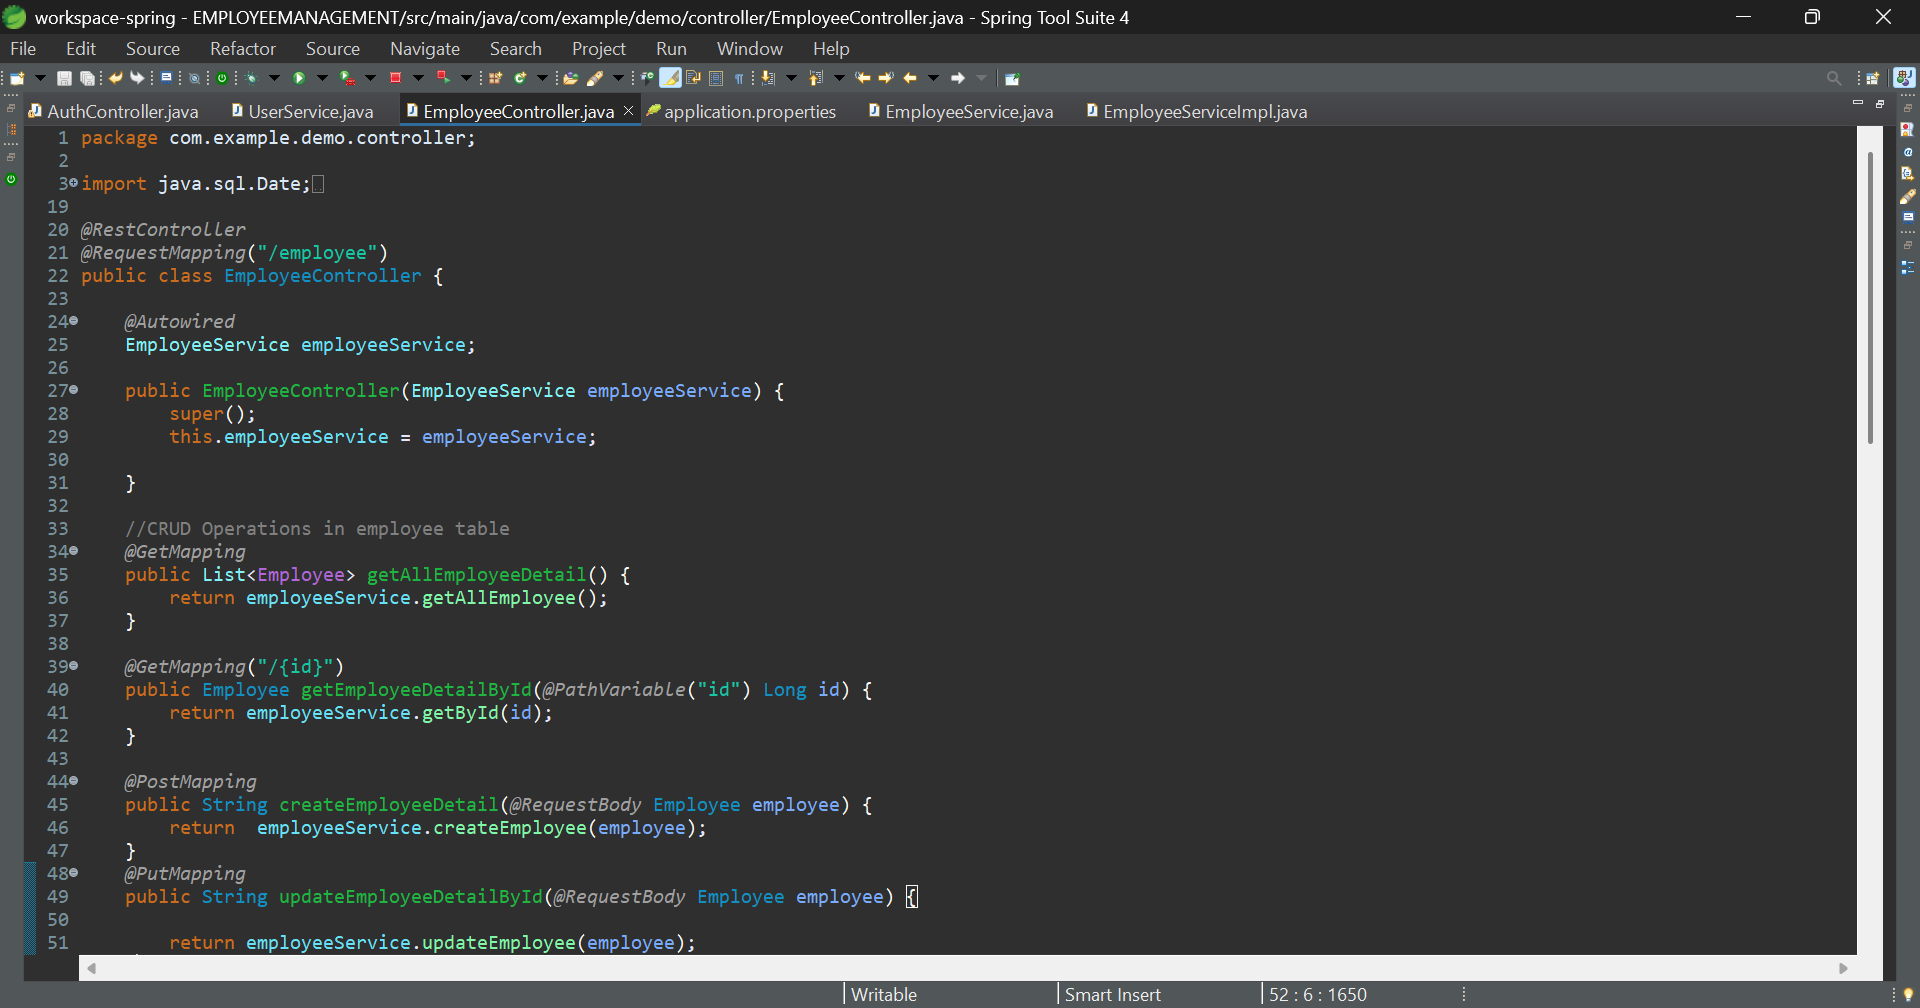 workspace-spring - EMPLOYEEMANAGEMENT/src/main/java/com/example/demo/controller/EmployeeController.java - Spring Tool Suite 4
File Edit Source Refactor Source Navigate Search Project Run Window Help
AuthController.java UserService.java EmployeeController.java application.properties EmployeeService.java EmployeeServiceImpl.java
1 package com.example.demo.controller;
2
3 import java.sql.Date;
19
20 @RestController
21 @RequestMapping("/employee")
22 public class EmployeeController {
23
24 @Autowired
25 EmployeeService employeeService;
26
27 public EmployeeController(EmployeeService employeeService) {
28 super();
29 this.employeeService = employeeService;
30
31 }
32
33 //CRUD Operations in employee table
34 @GetMapping
35 public List<Employee> getAllEmployeeDetail() {
36 return employeeService.getAllEmployee();
37 }
38
39 @GetMapping("/{id}")
40 public Employee getEmployeeDetailById(@PathVariable("id") Long id) {
41 return employeeService.getById(id);
42 }
43
44 @PostMapping
45 public String createEmployeeDetail(@RequestBody Employee employee) {
46 return  employeeService.createEmployee(employee);
47 }
48 @PutMapping
49 public String updateEmployeeDetailById(@RequestBody Employee employee) {
50
51 return employeeService.updateEmployee(employee);
Writable Smart Insert 52 : 6 : 1650